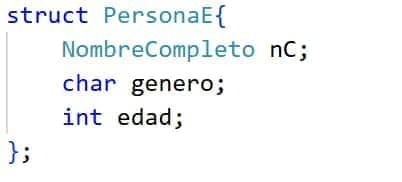 struct PersonaE{
    NombreCompleto nC;
    char genero;
    int edad;
};